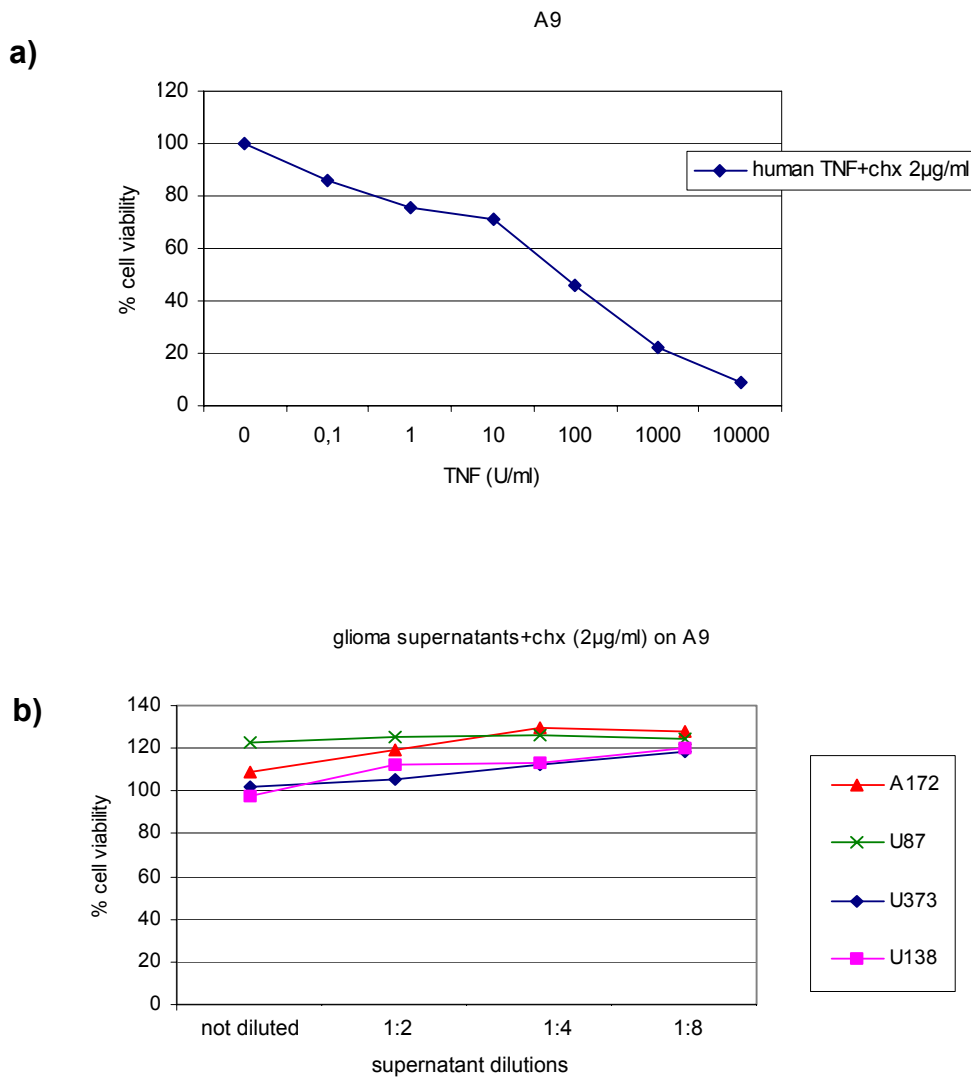 A9
a)
120
100
80
60
40
20
0
% cell viability
0 0,1 1 10 100 1000 10000
TNF (U/ml)
human TNF+chx 2µg/ml
glioma supernatants+chx (2µg/ml) on A9
b)
140
120
100
80
60
40
20
0
% cell viability
not diluted 1:2 1:4 1:8
supernatant dilutions
A172
U87
U373
U138